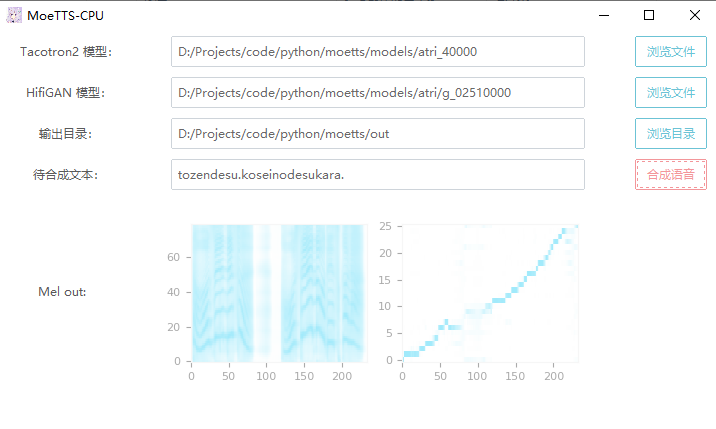 MoeTTS-CPU
Tacotron2 模型: D:/Projects/code/python/moetts/models/atri_40000 浏览文件
HifiGAN 模型: D:/Projects/code/python/moetts/models/atri/g_02510000 浏览文件
输出目录: D:/Projects/code/python/moetts/out 浏览目录
待合成文本: tozendesu.koseinodesukara. 合成语音
Mel out:
60
40
20
0
0 50 100 150 200
25
20
15
10
5
0
0 50 100 150 200